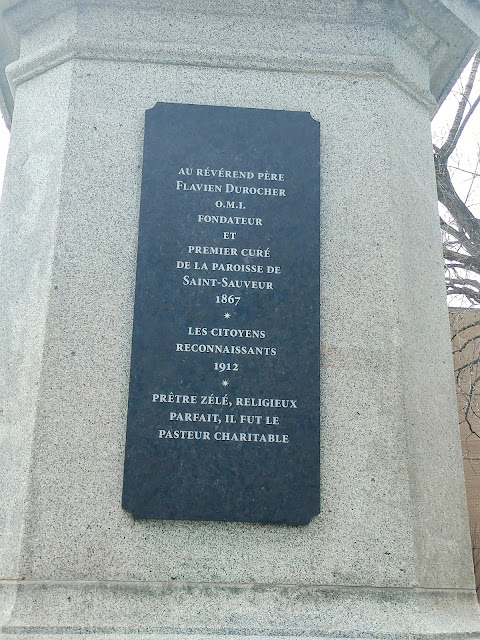 AU RÉVÉREND PÈRE
FLAVIEN DUROCHER
O.M.I.
FONDATEUR
ET
PREMIER CURÉ
DE LA PAROISSE DE
SAINT-SAUVEUR
1867
*
LES CITOYENS
RECONNAISSANTS
1912
*
PRÊTRE ZÉLÉ, RELIGIEUX
PARFAIT, IL FUT LE
PASTEUR CHARITABLE